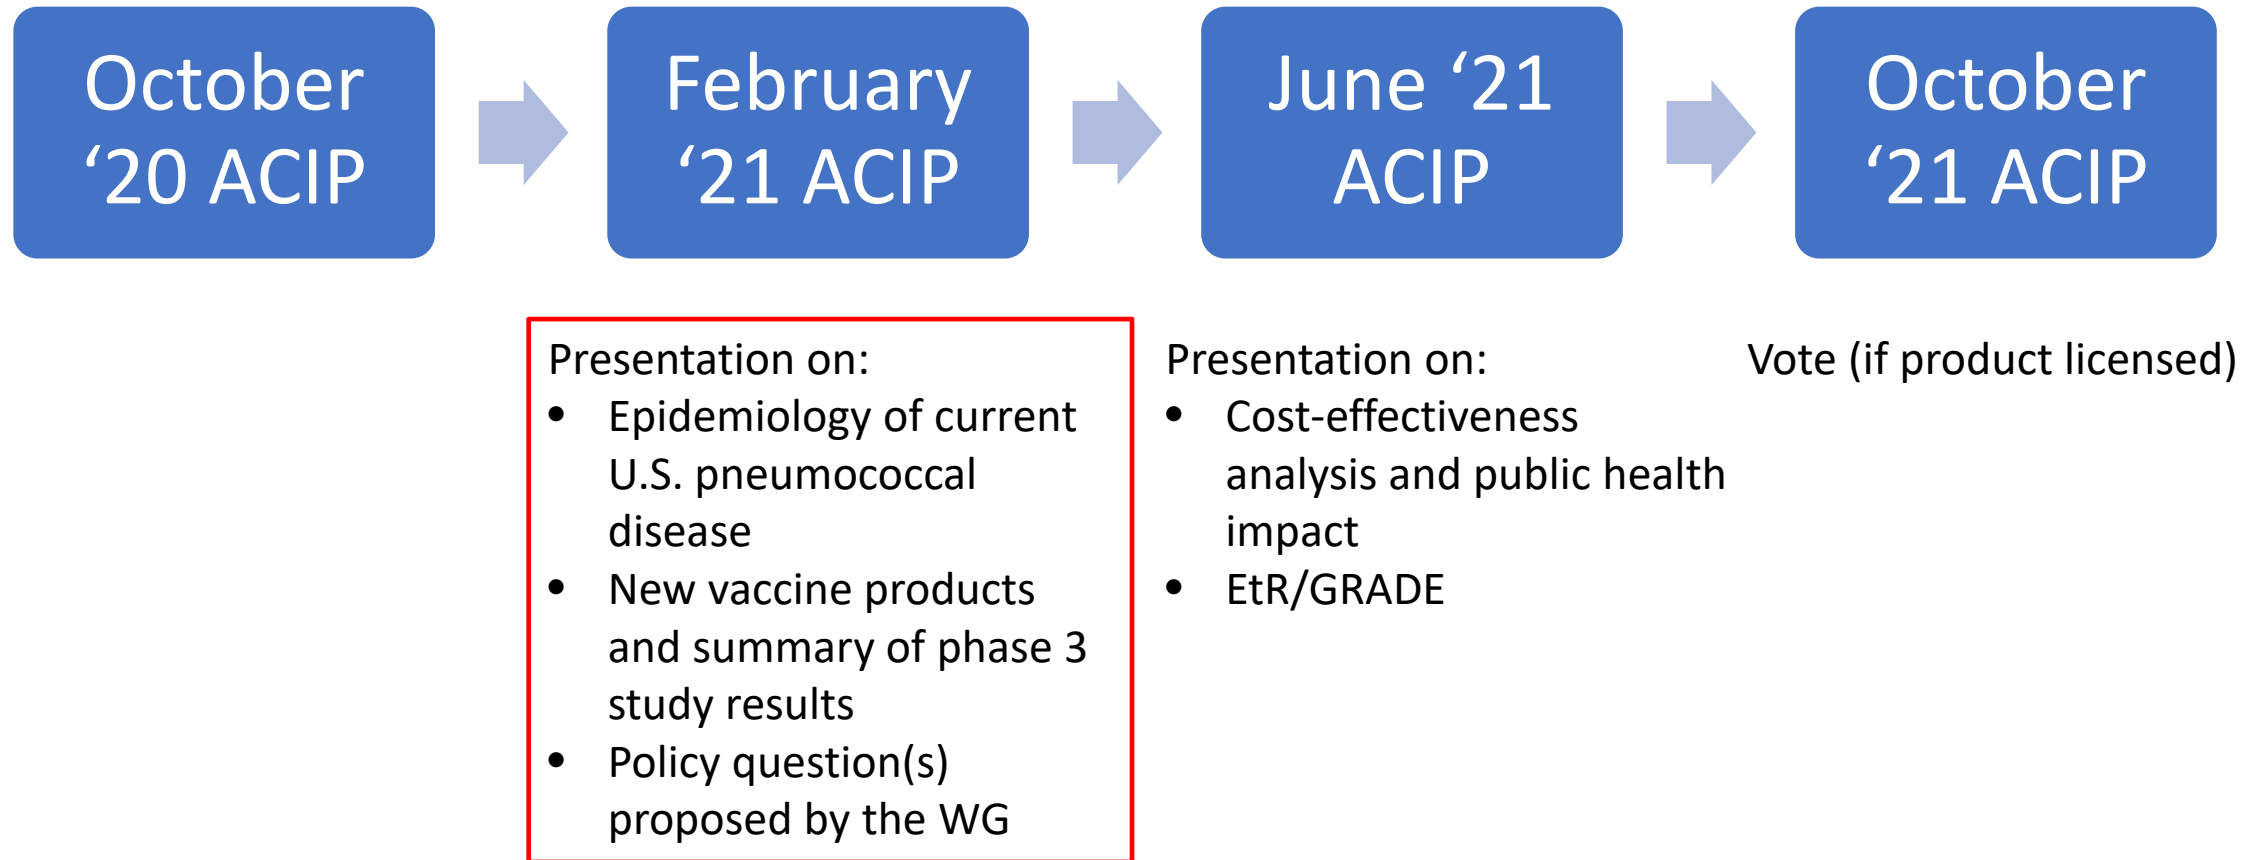 October
‘20 ACIP
February
‘21 ACIP
June ‘21
ACIP
October
‘21 ACIP
Presentation on:
• Epidemiology of current
U.S. pneumococcal
disease
• New vaccine products
and summary of phase 3
study results
• Policy question(s)
proposed by the WG
Presentation on:
• Cost-effectiveness
analysis and public health
impact
• EtR/GRADE
Vote (if product licensed)